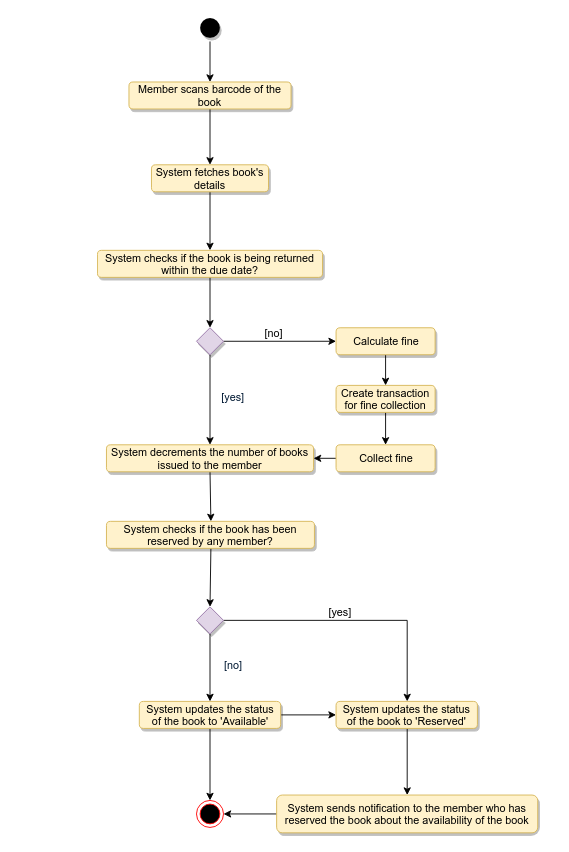 Member scans barcode of the
book
System fetches book's
details
System checks if the book is being returned
within the due date?
[no]
Calculate fine
Create transaction
for fine collection
[yes]
System decrements the number of books
issued to the member
Collect fine
System checks if the book has been
reserved by any member?
[yes]
[no]
System updates the status
of the book to 'Available'
System updates the status
of the book to 'Reserved'
System sends notification to the member who has
reserved the book about the availability of the book